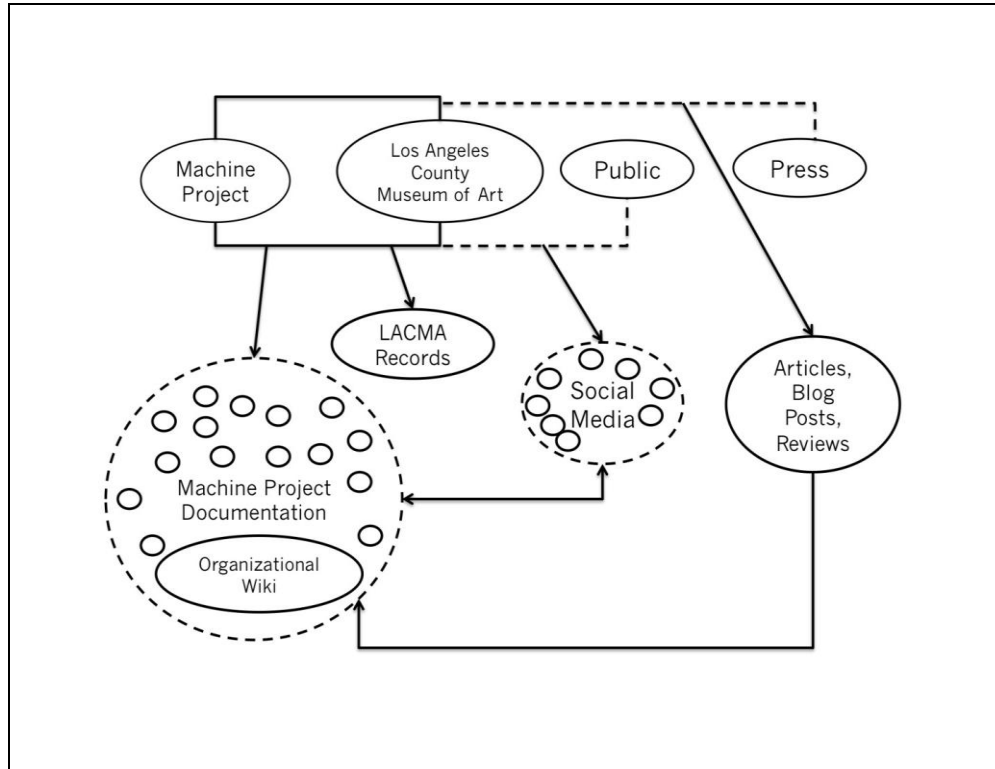 Machine
Project
Los Angeles
County
Museum of Art
Public
Press
LACMA
Records
Social
Media
Articles,
Blog
Posts,
Reviews
Machine Project
Documentation
Organizational
Wiki